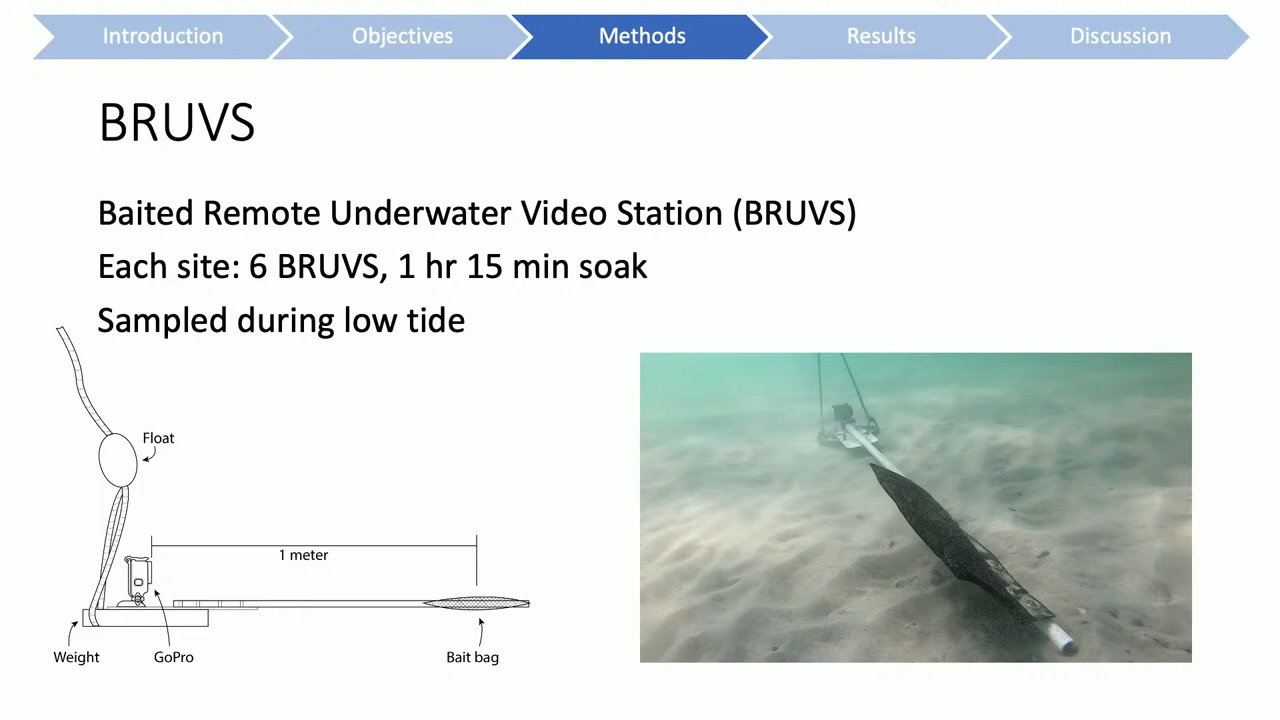 Introduction
Objectives
Methods
Results
Discussion
BRUVS
Baited Remote Underwater Video Station (BRUVS)
Each site: 6 BRUVS, 1 hr 15 min soak
Sampled during low tide
Float
1 meter
Weight
GoPro
Bait bag